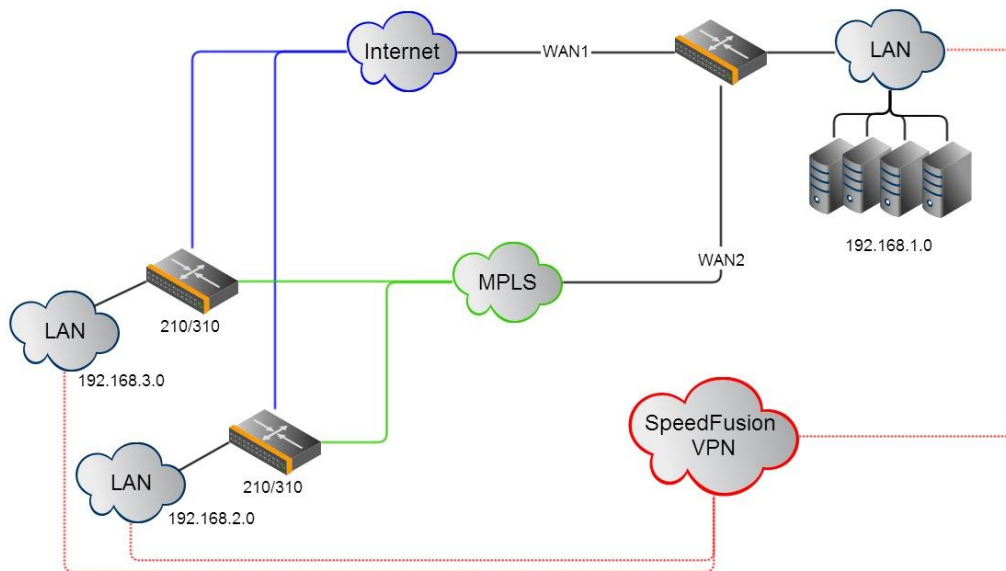 Internet
WAN1
LAN
192.168.1.0
WAN2
MPLS
210/310
LAN
192.168.3.0
SpeedFusion
VPN
210/310
LAN
192.168.2.0